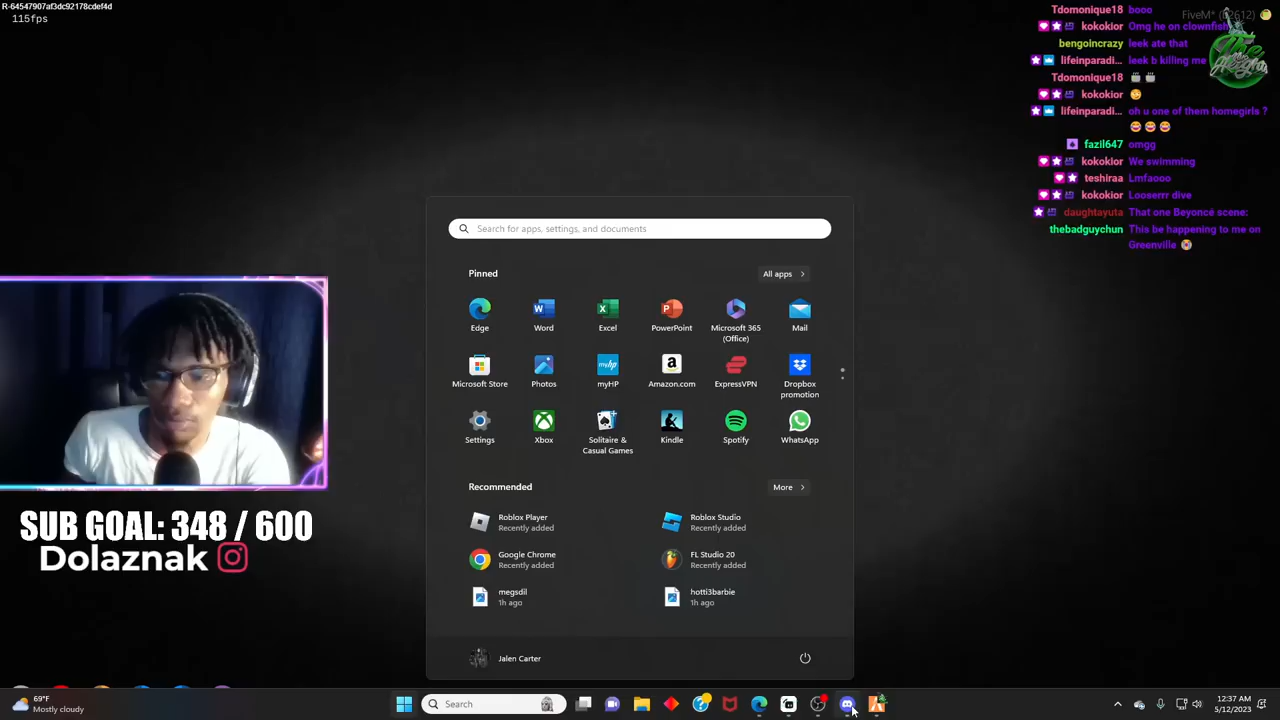 R-64547907af3dc92178cdef4d
115fps
FiveM* (b2612)
Tdomonique18 booo
kokokior Omg he on clownfish
bengoincrazy leek ate that
lifeinparadi... leek b killing me
Tdomonique18
kokokior
lifeinparadi... oh u one of them homegirls ?
fazil647 omgg
kokokior We swimming
teshiraa Lmfaooo
kokokior Looserrr dive
daughtayuta That one Beyoncé scene:
thebadguychun This be happening to me on
Greenville
Search for apps, settings, and documents
Pinned
All apps
Edge
Word
Excel
PowerPoint
Microsoft 365
(Office)
Mail
Microsoft Store
Photos
myHP
Amazon.com
ExpressVPN
Dropbox
promotion
Settings
Xbox
Solitaire &
Casual Games
Kindle
Spotify
WhatsApp
Recommended
More
Roblox Player
Recently added
Roblox Studio
Recently added
Google Chrome
Recently added
FL Studio 20
Recently added
megsdil
1h ago
hotti3barbie
1h ago
Jalen Carter
SUB GOAL: 348 / 600
Dolaznak
69°F
Mostly cloudy
Search
12:37 AM
5/12/2023